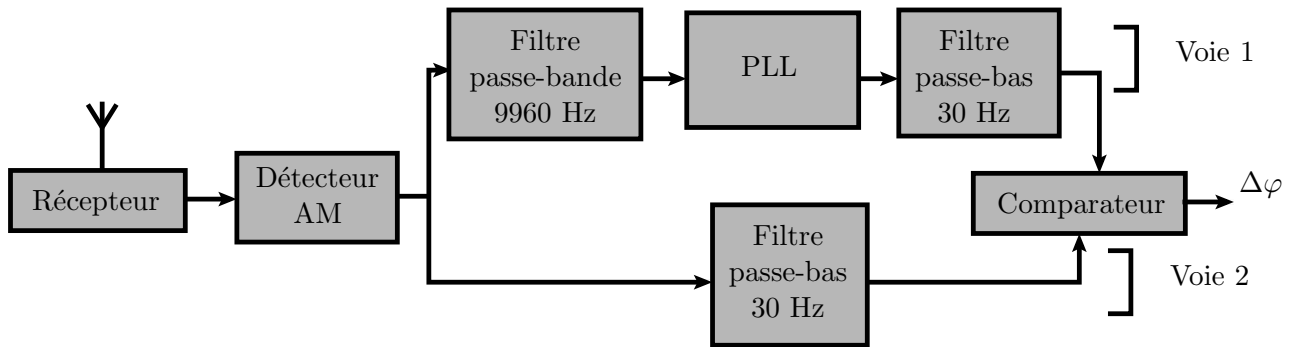 Filtre
passe-bande
9960 Hz
PLL
Filtre
passe-bas
30 Hz
Voie 1
Récepteur
Détecteur
AM
Comparateur
Δφ
Filtre
passe-bas
30 Hz
Voie 2